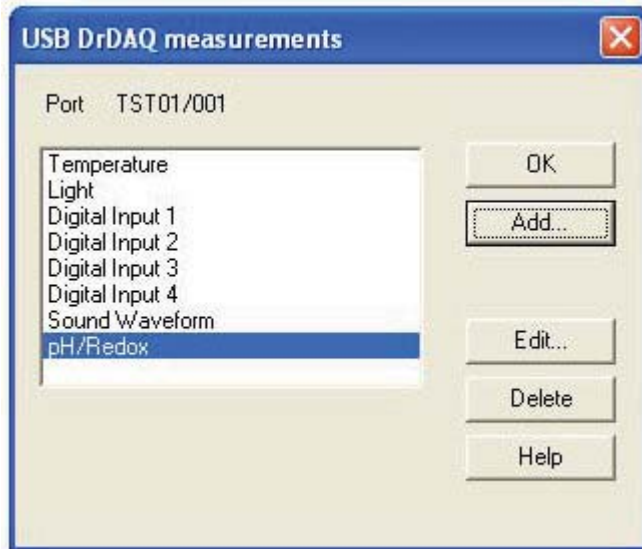 USB DrDAQ measurements
Port TST01/001
Temperature
Light
Digital Input 1
Digital Input 2
Digital Input 3
Digital Input 4
Sound Waveform
pH/Redox
OK
Add...
Edit...
Delete
Help